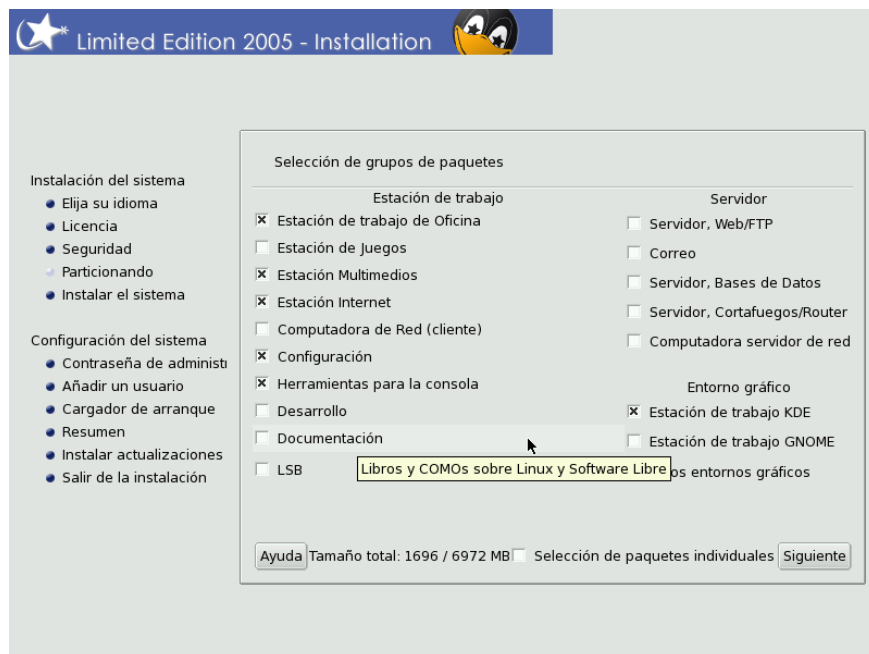 Limited Edition 2005 - Installation
Instalación del sistema
Elija su idioma
Licencia
Seguridad
Particionando
Instalar el sistema
Configuración del sistema
Contraseña de administ
Añadir un usuario
Cargador de arranque
Resumen
Instalar actualizaciones
Salir de la instalación
Selección de grupos de paquetes
Estación de trabajo
Estación de trabajo de Oficina
Estación de Juegos
Estación Multimedios
Estación Internet
Computadora de Red (cliente)
Configuración
Herramientas para la consola
Desarrollo
Documentación
LSB
Libros y COMOs sobre Linux y Software Libre
Servidor
Servidor, Web/FTP
Correo
Servidor, Bases de Datos
Servidor, Cortafuegos/Router
Computadora servidor de red
Entorno gráfico
Estación de trabajo KDE
Estación de trabajo GNOME
os entornos gráficos
Ayuda Tamaño total: 1696 / 6972 MB Selección de paquetes individuales Siguiente